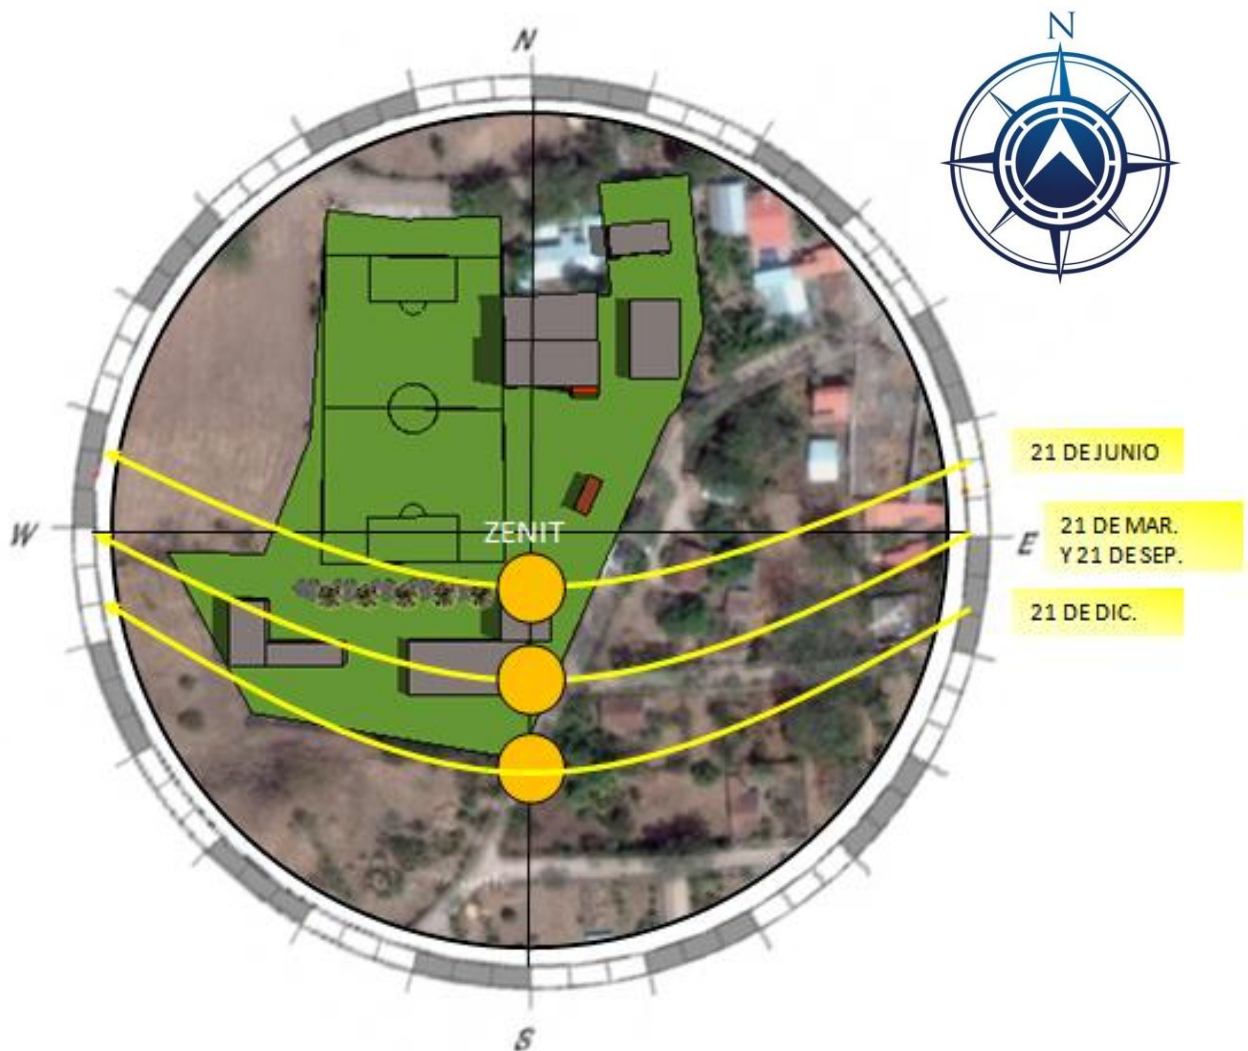 N
N
ZENIT
W
E
21 DE JUNIO
21 DE MAR.
Y 21 DE SEP.
21 DE DIC.
S